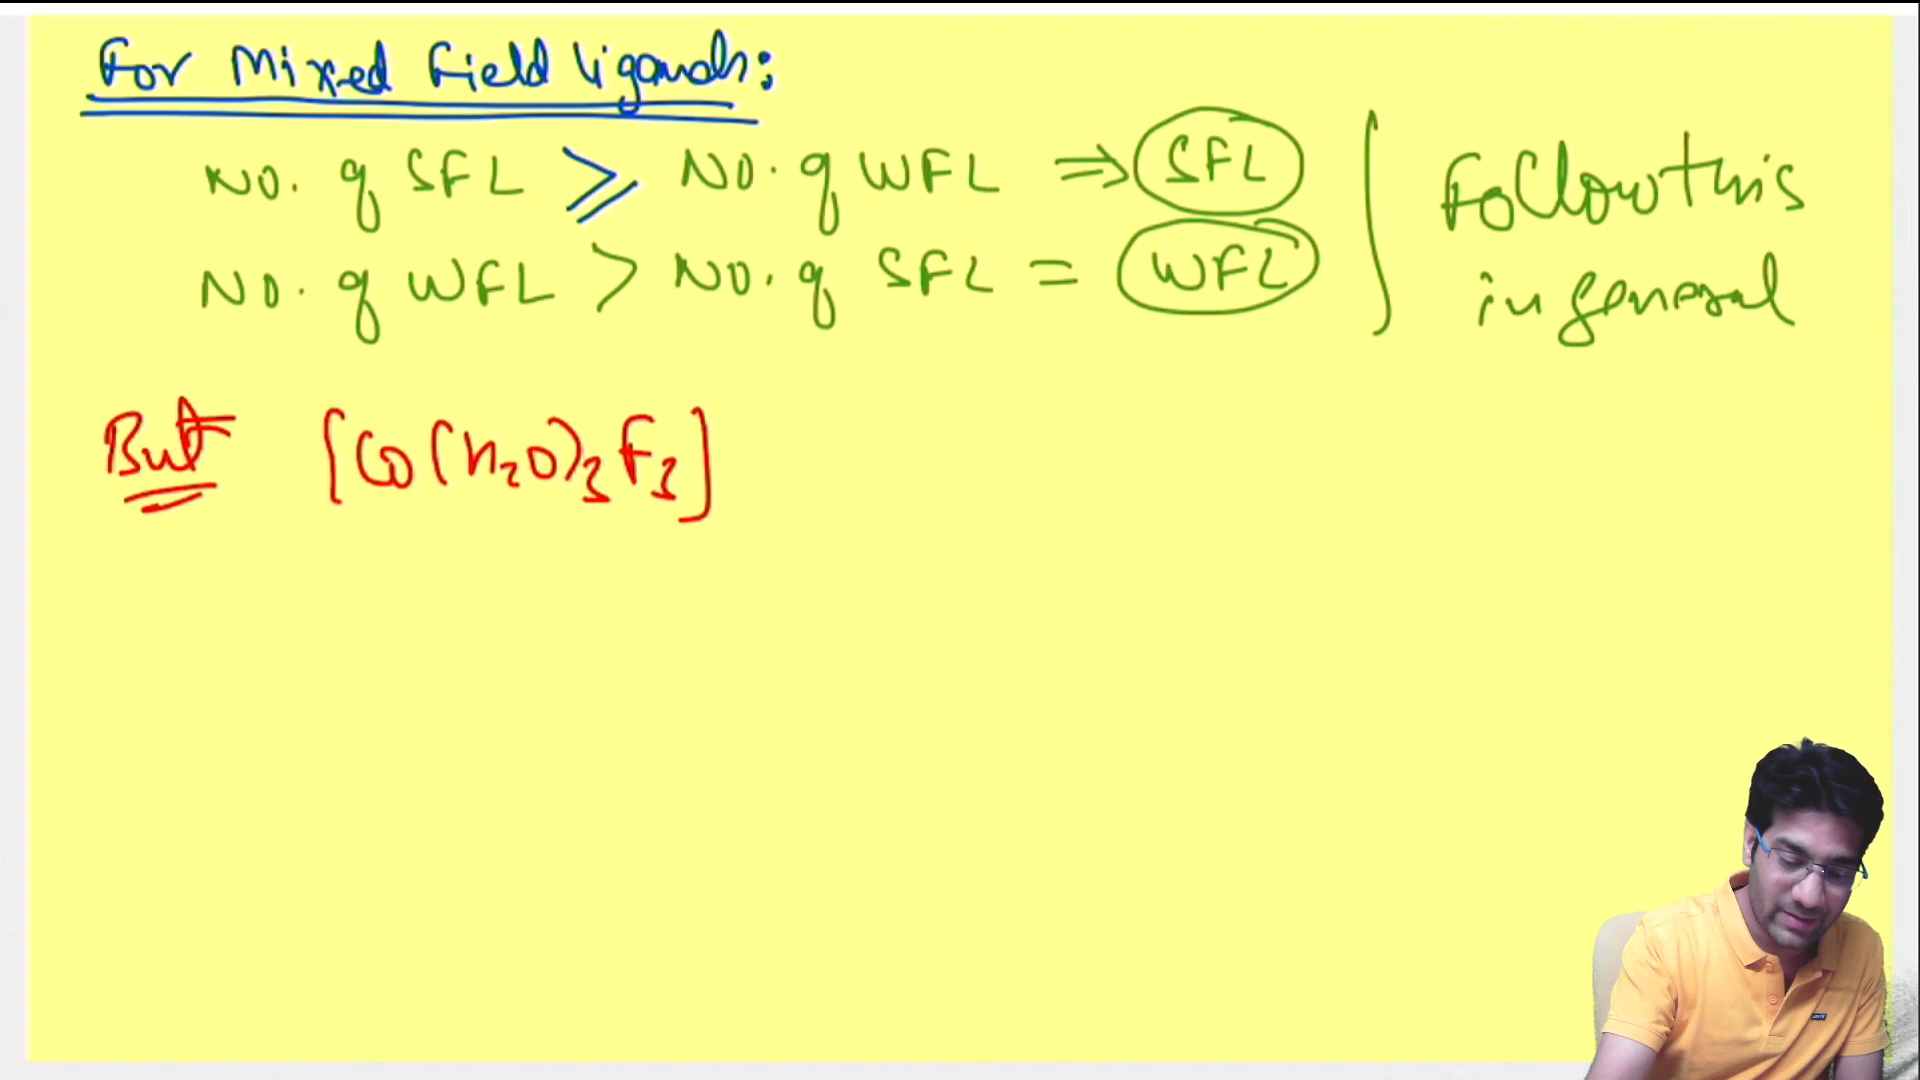 For Mixed Field Ligands:
No. of SFL ⩾ No. of WFL ⇒ SFL
No. of WFL > No. of SFL = WFL
Follow this
in general
But [Co(H₂O)₃F₃]